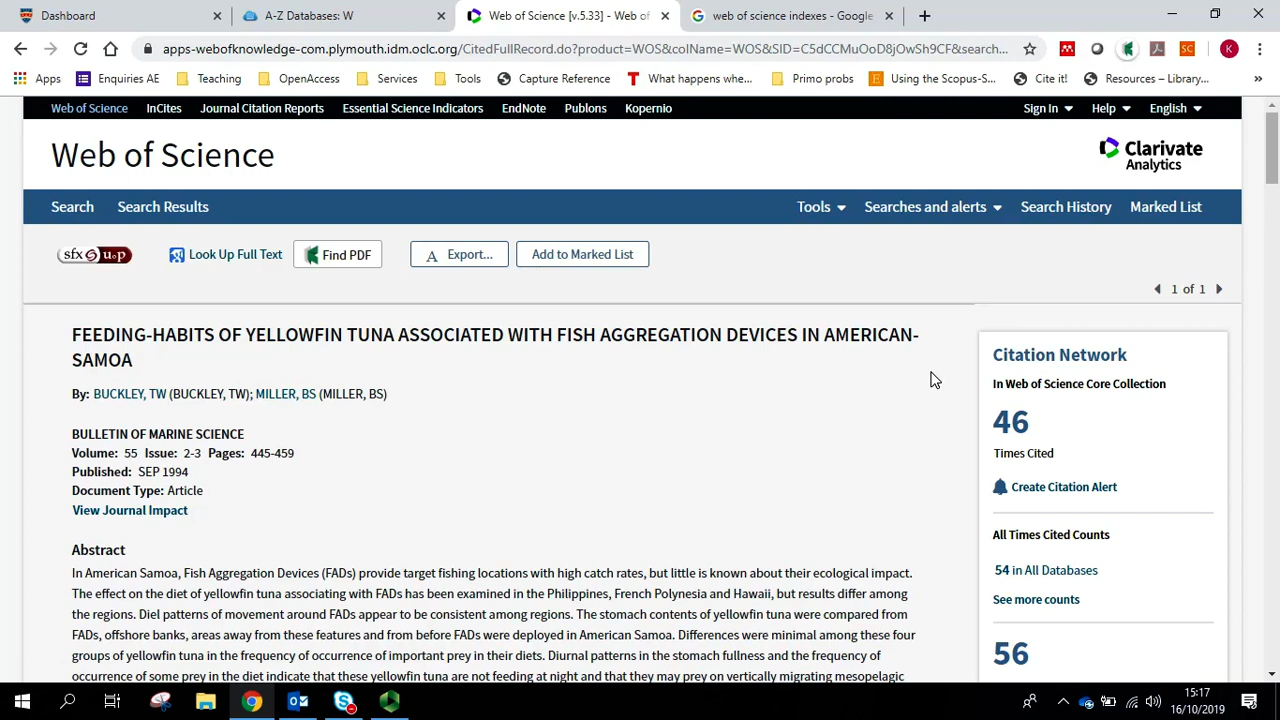 Dashboard
A-Z Databases: W
Web of Science [v.5.33] - Web of
web of science indexes - Google
apps-webofknowledge-com.plymouth.idm.oclc.org/CitedFullRecord.do?product=WOS&colName=WOS&SID=C5dCCMuOoD8jOwSh9CF&search...
K
Apps
Enquiries AE
Teaching
OpenAccess
Services
Tools
Capture Reference
What happenwhe...
Primo probs
Using the Scopus-S...
Cite it!
Resources – Library...
»
Web of Science InCites Journal Citation Reports Essential Science Indicators EndNote Publons Kopernio Sign In Help English
Web of Science
Clarivate
Analytics
Search Search Results Tools Searches and alerts Search History Marked List
sfx u·p Look Up Full Text Find PDF Export... Add to Marked List
1 of 1
FEEDING-HABITS OF YELLOWFIN TUNA ASSOCIATED WITH FISH AGGREGATION DEVICES IN AMERICAN-
SAMOA
By: BUCKLEY, TW (BUCKLEY, TW); MILLER, BS (MILLER, BS)
BULLETIN OF MARINE SCIENCE
Volume: 55 Issue: 2-3 Pages: 445-459
Published: SEP 1994
Document Type: Article
View Journal Impact
Abstract
In American Samoa, Fish Aggregation Devices (FADs) provide target fishing locations with high catch rates, but little is known about their ecological impact.
The effect on the diet of yellowfin tuna associating with FADs has been examined in the Philippines, French Polynesia and Hawaii, but results differ among
the regions. Diel patterns of movement around FADs appear to be consistent among regions. The stomach contents of yellowfin tuna were compared from
FADs, offshore banks, areas away from these features and from before FADs were deployed in American Samoa. Differences were minimal among these four
groups of yellowfin tuna in the frequency of occurrence of important prey in their diets. Diurnal patterns in the stomach fullness and the frequency of
occurrence of some prey in the diet indicate that these yellowfin tuna are not feeding at night and that they may prey on vertically migrating mesopelagic
Citation Network
In Web of Science Core Collection
46
Times Cited
Create Citation Alert
All Times Cited Counts
54 in All Databases
See more counts
56
15:17
16/10/2019